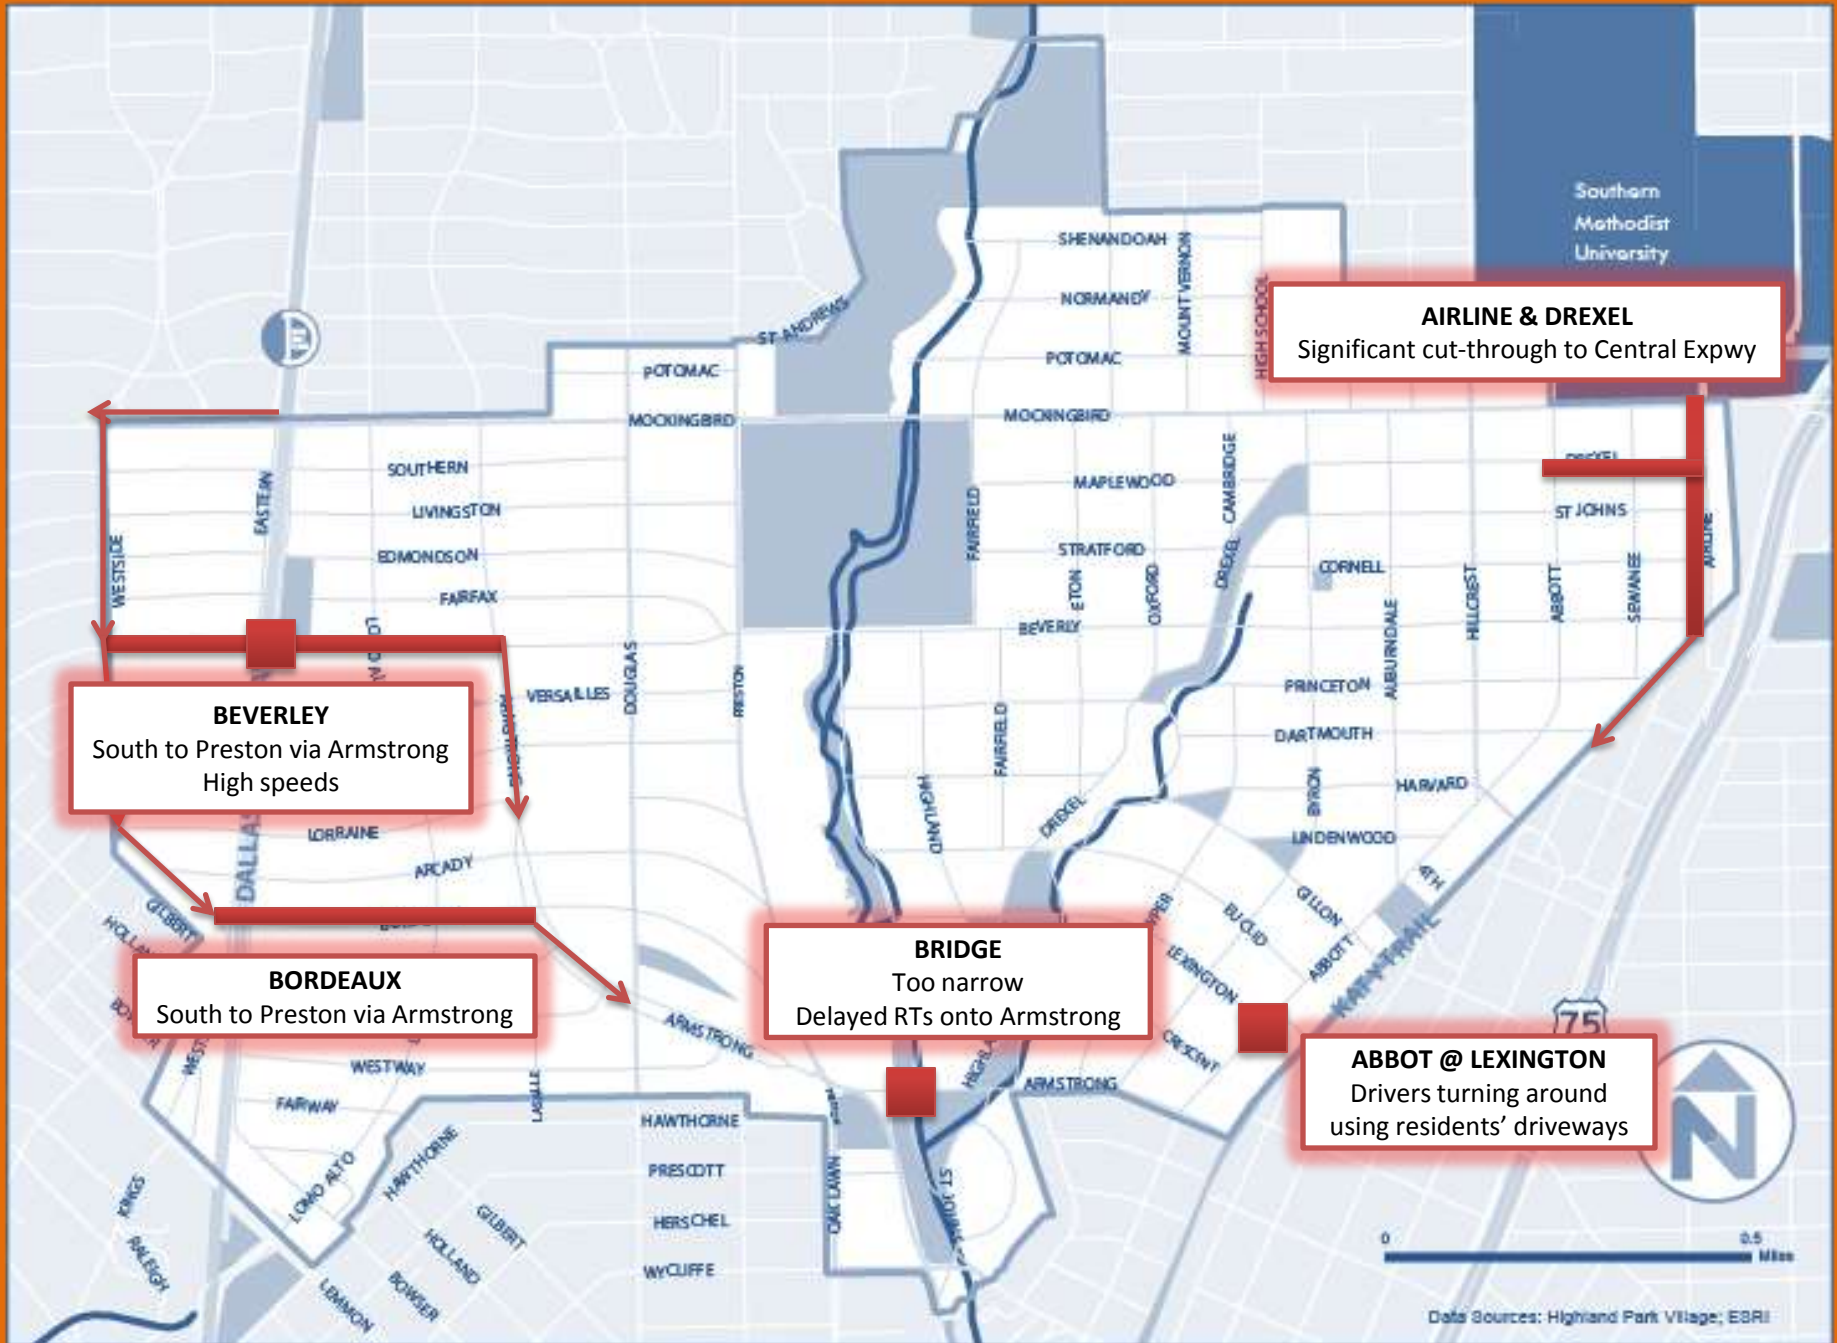 Southern
Methodist
University
SHENANDOAH
MOUNT VERNON
NORMANDY
HIGH SCHOOL
ST ANDREWS
POTOMAC
POTOMAC
AIRLINE & DREXEL
Significant cut-through to Central Expwy
MOCKINGBIRD
MOCKINGBIRD
SOUTHERN
MAPLEWOOD
CAMBRIDGE
DREXEL
EASTERN
LIVINGSTON
ST JOHNS
FAIRFIELD
WESTSIDE
EDMONDSON
STRATFORD
DREXEL
CORNELL
AIRLINE
FAIRFAX
ETON
OXFORD
HILLCREST
ABBOTT
SEWANEE
BEVERLY
AUBURNDALE
VERSAILLES
DOUGLAS
PRESTON
PRINCETON
BEVERLEY
South to Preston via Armstrong
High speeds
FAIRFIELD
DARTMOUTH
HIGHLAND
BYRON
HARVARD
LORRAINE
DREXEL
LINDENWOOD
DALLAS
ARCADY
4TH
GILBERT
GILLON
EUCLID
ABBOTT
LEXINGTON
KATY TRAIL
BORDEAUX
South to Preston via Armstrong
BRIDGE
Too narrow
Delayed RTs onto Armstrong
75
ARMSTRONG
CRESCENT
ABBOT @ LEXINGTON
Drivers turning around
using residents’ driveways
WESTWAY
ARMSTRONG
FAIRWAY
LASALLE
HAWTHORNE
HAWTHORNE
N
PRESCOTT
OAK LAWN
ST. JOHNS
LOMO ALTO
KINGS
GILBERT
HERSCHEL
RALEIGH
HOLLAND
WYCLIFFE
0
0.5
Miles
LEMMON
BOWSER
Data Sources: Highland Park Village; ESRI